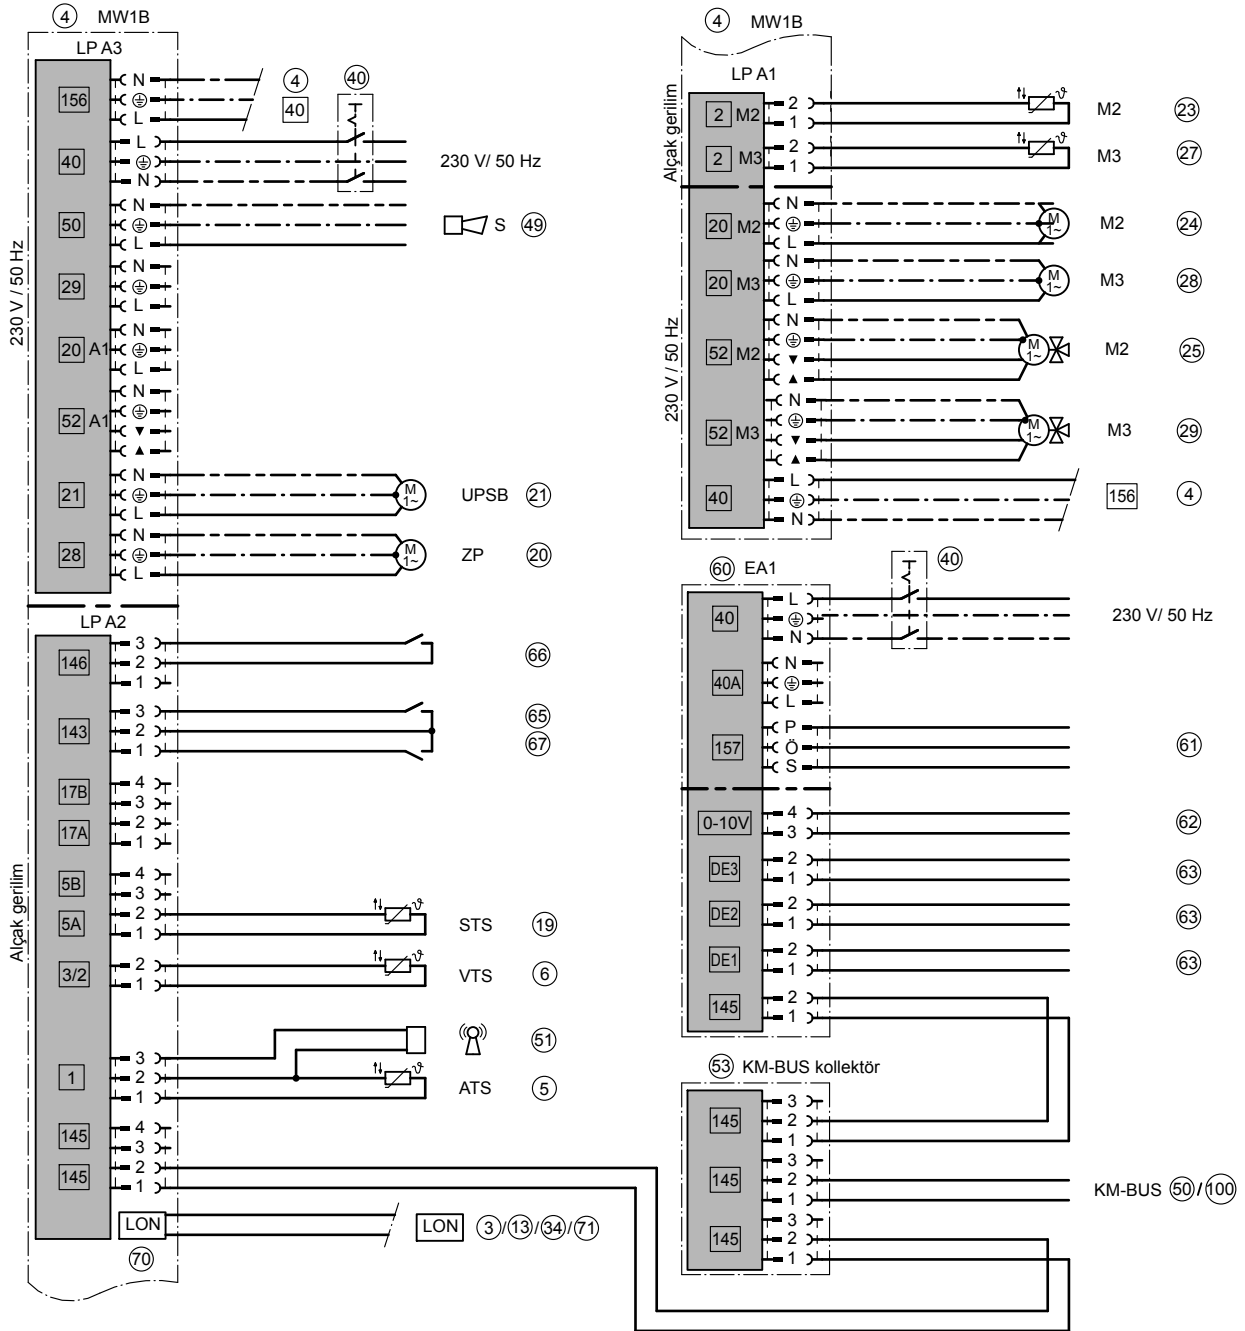 4 MW1B
LP A3
156 N
L
4
40
40
40 L
N
230 V/ 50 Hz
50 N
L
S 49
29 N
L
20 A1 N
L
52 A1 N
▼
▲
21 N
L
M
1~
UPSB 21
28 N
L
M
1~
ZP 20
230 V / 50 Hz
LP A2
146 3
2
1
66
143 3
2
1
65
67
17B 4
3
17A 2
1
5B 4
3
5A 2
1
ϑ
STS 19
3/2 2
1
ϑ
VTS 6
51
1 3
2
1
ϑ
ATS 5
145 4
3
145 2
1
LON
LON 3/13/34/71
70
Alçak gerilim
4 MW1B
LP A1
Alçak gerilim
2 M2 2
1
ϑ
M2 23
2 M3 2
1
ϑ
M3 27
20 M2 N
L
M
1~
M2 24
20 M3 N
L
M
1~
M3 28
52 M2 N
▼
▲
M
1~
M2 25
52 M3 N
▼
▲
M
1~
M3 29
40 L
N
156 4
230 V / 50 Hz
60 EA1
40
40 L
N
230 V/ 50 Hz
40A N
L
157 P
Ö
S
61
0-10V 4
3
62
DE3 2
1
63
DE2 2
1
63
DE1 2
1
63
145 2
1
53 KM-BUS kollektör
145 3
2
1
145 3
2
1
KM-BUS 50/100
145 3
2
1